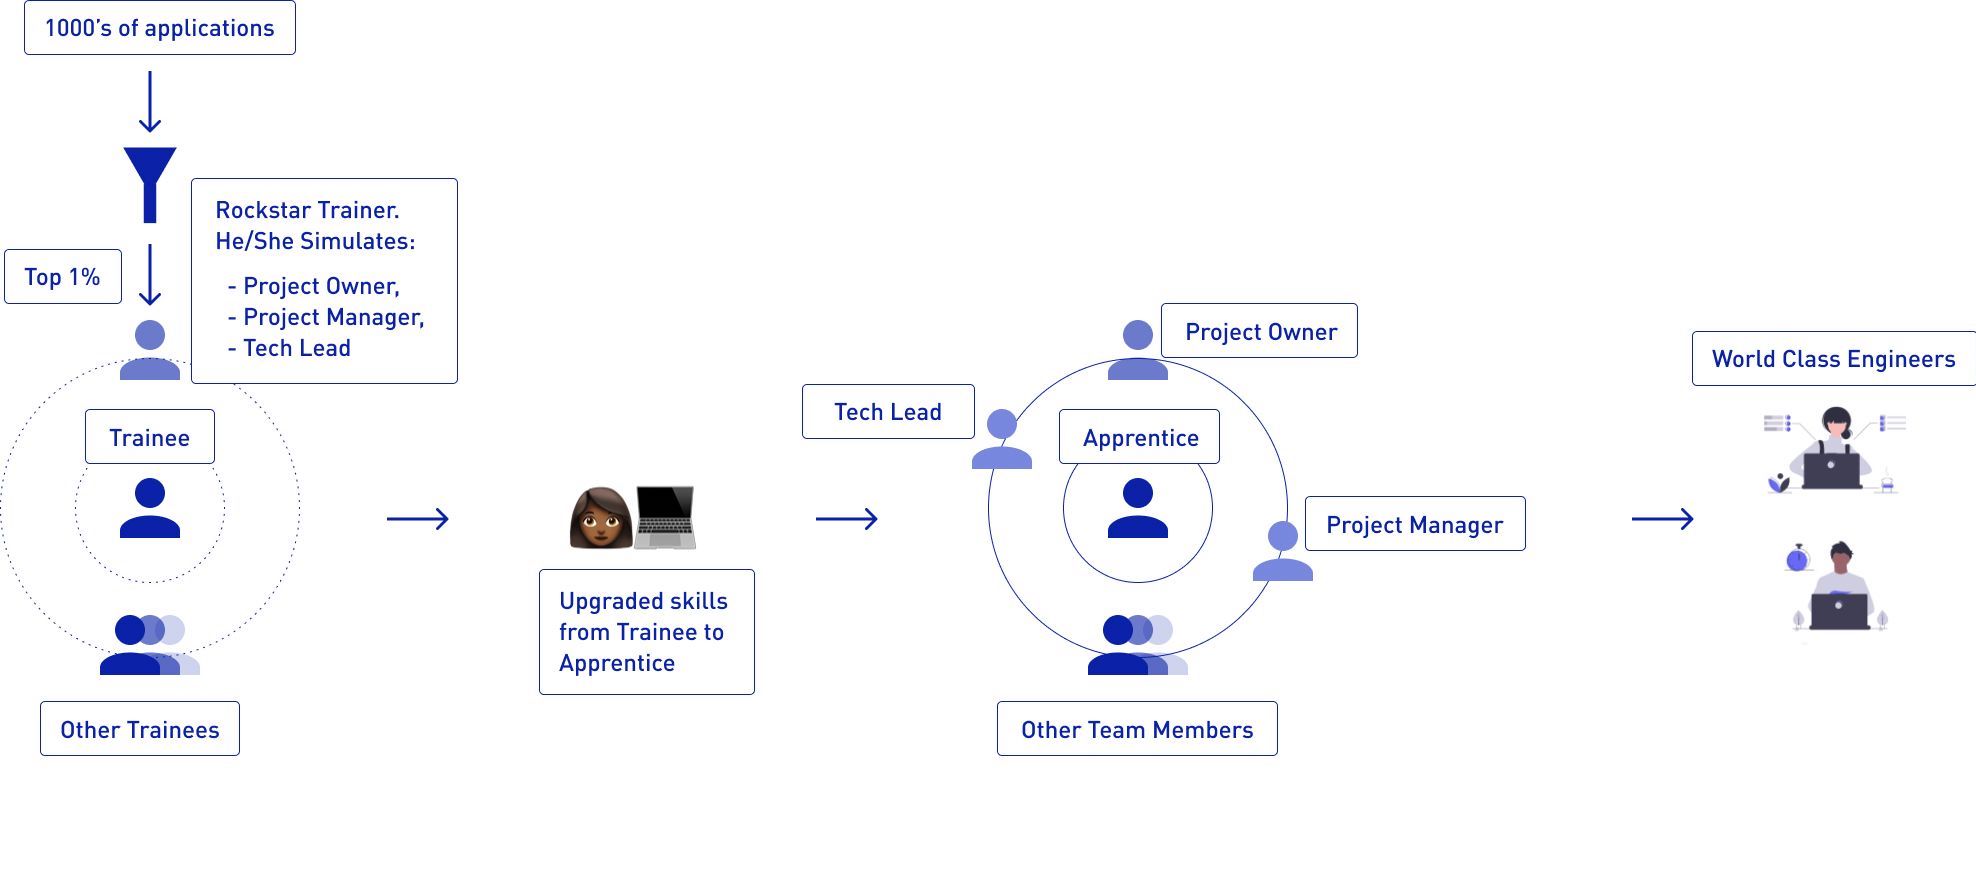 1000's of applications
Rockstar Trainer.
He/She Simulates:
- Project Owner,
- Project Manager,
- Tech Lead
Top 1%
Trainee
Other Trainees
Upgraded skills
from Trainee to
Apprentice
Project Owner
Tech Lead
Apprentice
Project Manager
Other Team Members
World Class Engineers